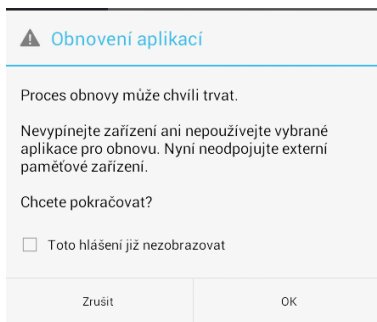 Obnovení aplikací
Proces obnovy může chvíli trvat.
Nevypínejte zařízení ani nepoužívejte vybrané
aplikace pro obnovu. Nyní neodpojujte externí
paměťové zařízení.
Chcete pokračovat?
Toto hlášení již nezobrazovat
Zrušit
OK